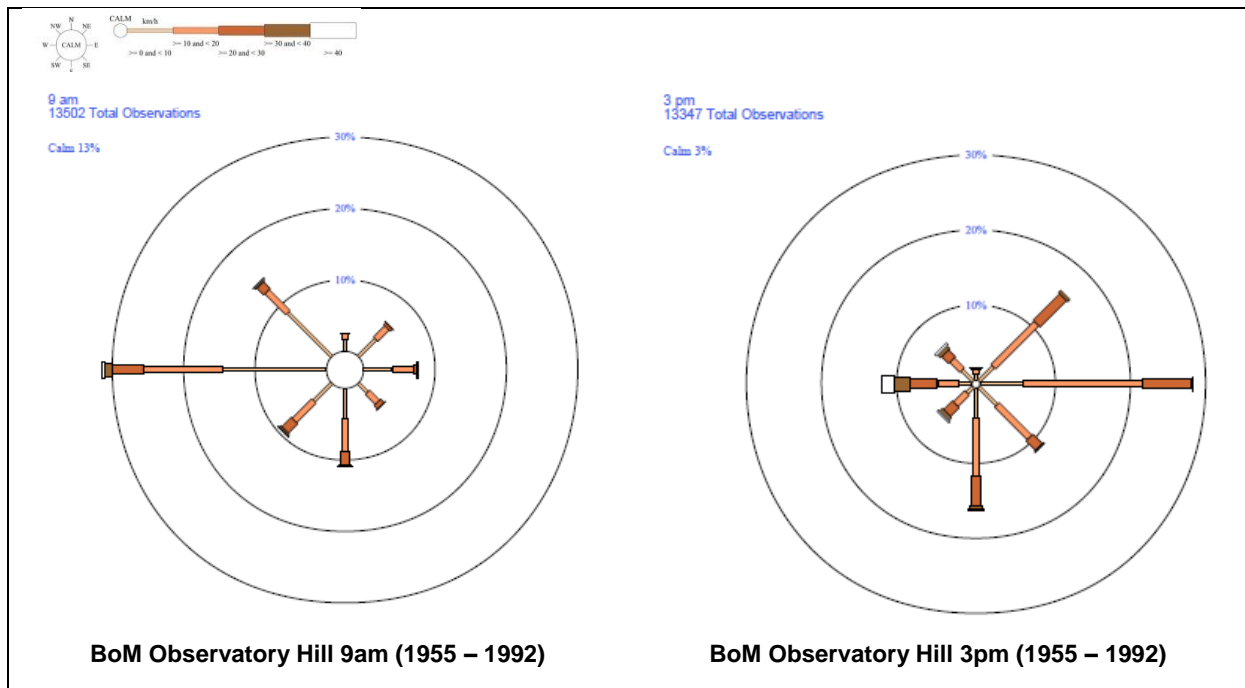 N
NW NE
W CALM E
SW SE
s
CALM km/h
>= 10 and < 20 >= 30 and < 40
>= 0 and < 10 >= 20 and < 30 >= 40
9 am
13502 Total Observations
Calm 13%
30%
20%
10%
3 pm
13347 Total Observations
Calm 3%
30%
20%
10%
BoM Observatory Hill 9am (1955 – 1992)
BoM Observatory Hill 3pm (1955 – 1992)